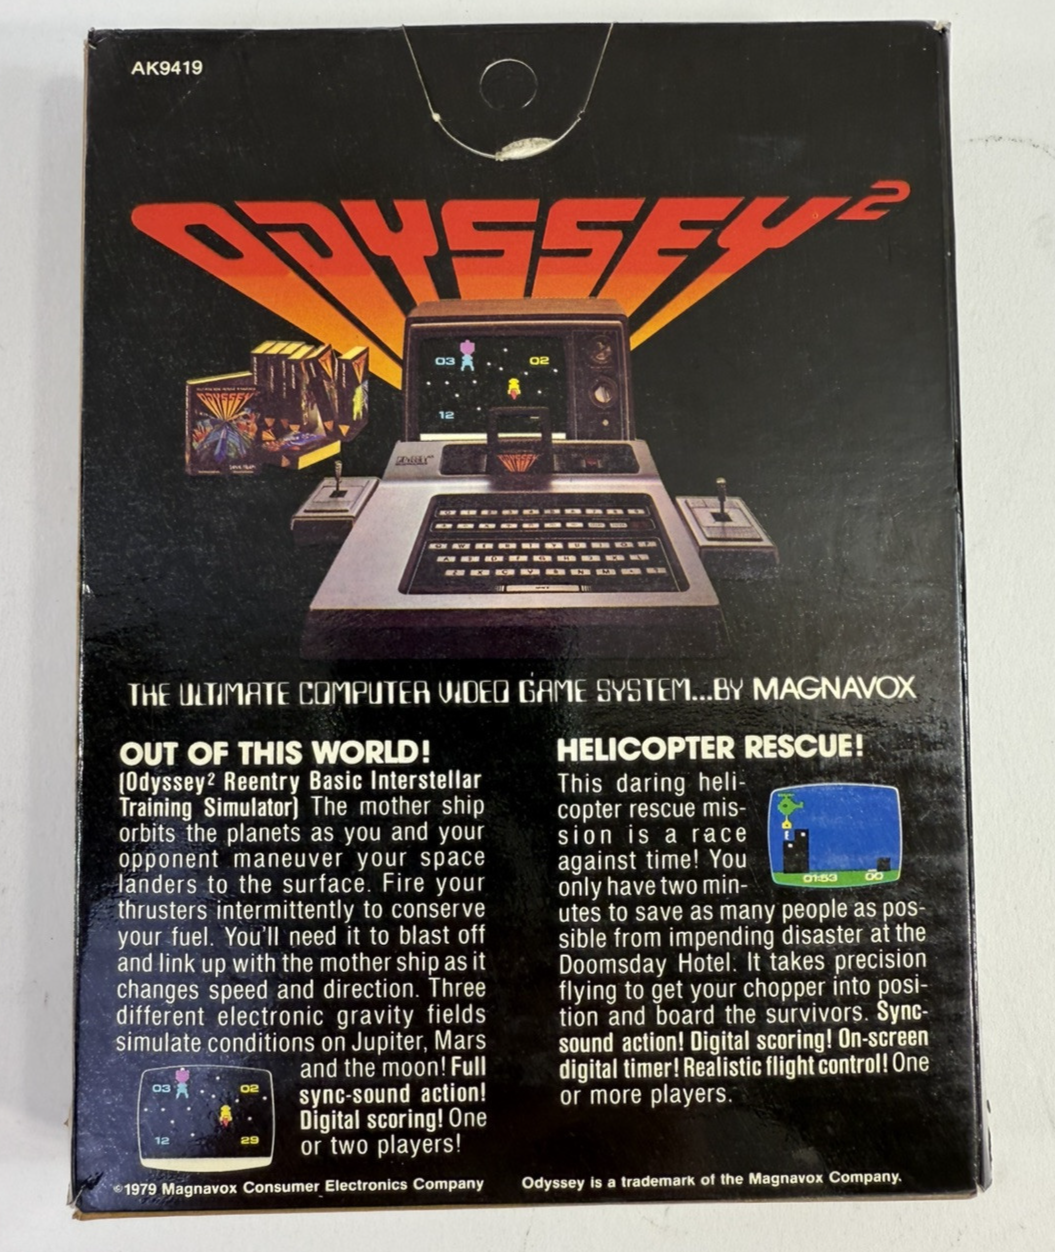 AK9419
ODYSSEY²
03
02
12
ODYSSEY
ODYSSEY
THE ULTIMATE COMPUTER VIDEO GAME SYSTEM...BY MAGNAVOX
OUT OF THIS WORLD!
(Odyssey² Reentry Basic Interstellar
Training Simulator) The mother ship
orbits the planets as you and your
opponent maneuver your space
landers to the surface. Fire your
thrusters intermittently to conserve
your fuel. You'll need it to blast off
and link up with the mother ship as it
changes speed and direction. Three
different electronic gravity fields
simulate conditions on Jupiter, Mars
and the moon! Full
sync-sound action!
Digital scoring! One
or two players!
03
02
12
29
HELICOPTER RESCUE!
This daring heli-
copter rescue mis-
sion is a race
against time! You
only have two min-
utes to save as many people as pos-
sible from impending disaster at the
Doomsday Hotel. It takes precision
flying to get your chopper into posi-
tion and board the survivors. Sync-
sound action! Digital scoring! On-screen
digital timer! Realistic flight control! One
or more players.
01:53
00
©1979 Magnavox Consumer Electronics Company
Odyssey is a trademark of the Magnavox Company.